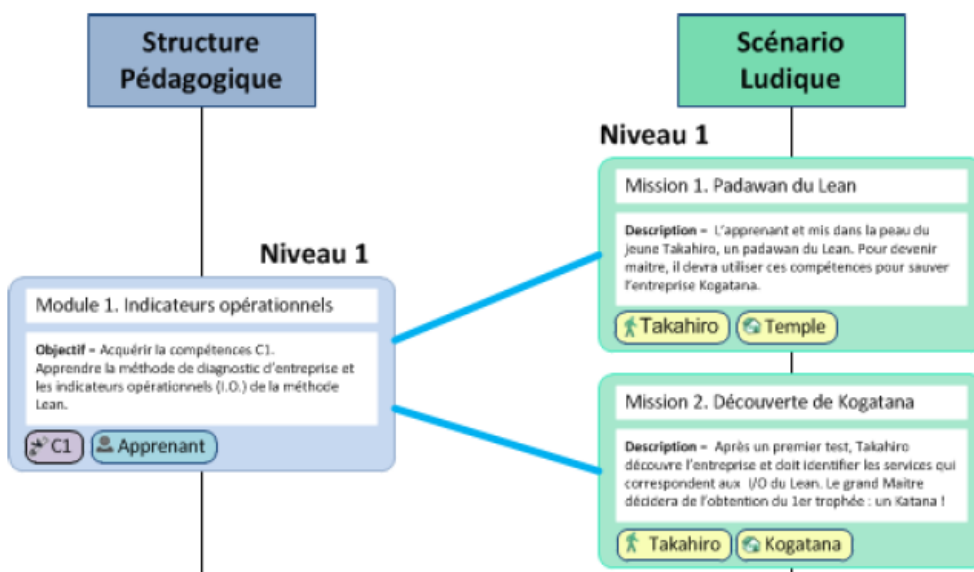 Structure
Pédagogique
Scénario
Ludique
Niveau 1
Module 1. Indicateurs opérationnels
Objectif – Acquérir la compétences C1.
Apprendre la méthode de diagnostic d'entreprise et
les indicateurs opérationnels (I.O.) de la méthode
Lean.
C1
Apprenant
Niveau 1
Mission 1. Padawan du Lean
Description – L'apprenant et mis dans la peau du
jeune Takahiro, un padawan du Lean. Pour devenir
maitre, il devra utiliser ces compétences pour sauver
l'entreprise Kogatana.
Takahiro
Temple
Mission 2. Découverte de Kogatana
Description – Après un premier test, Takahiro
découvre l'entreprise et doit identifier les services qui
correspondent aux I/O du Lean. Le grand Maitre
décidera de l'obtention du 1er trophée : un Katana !
Takahiro
Kogatana